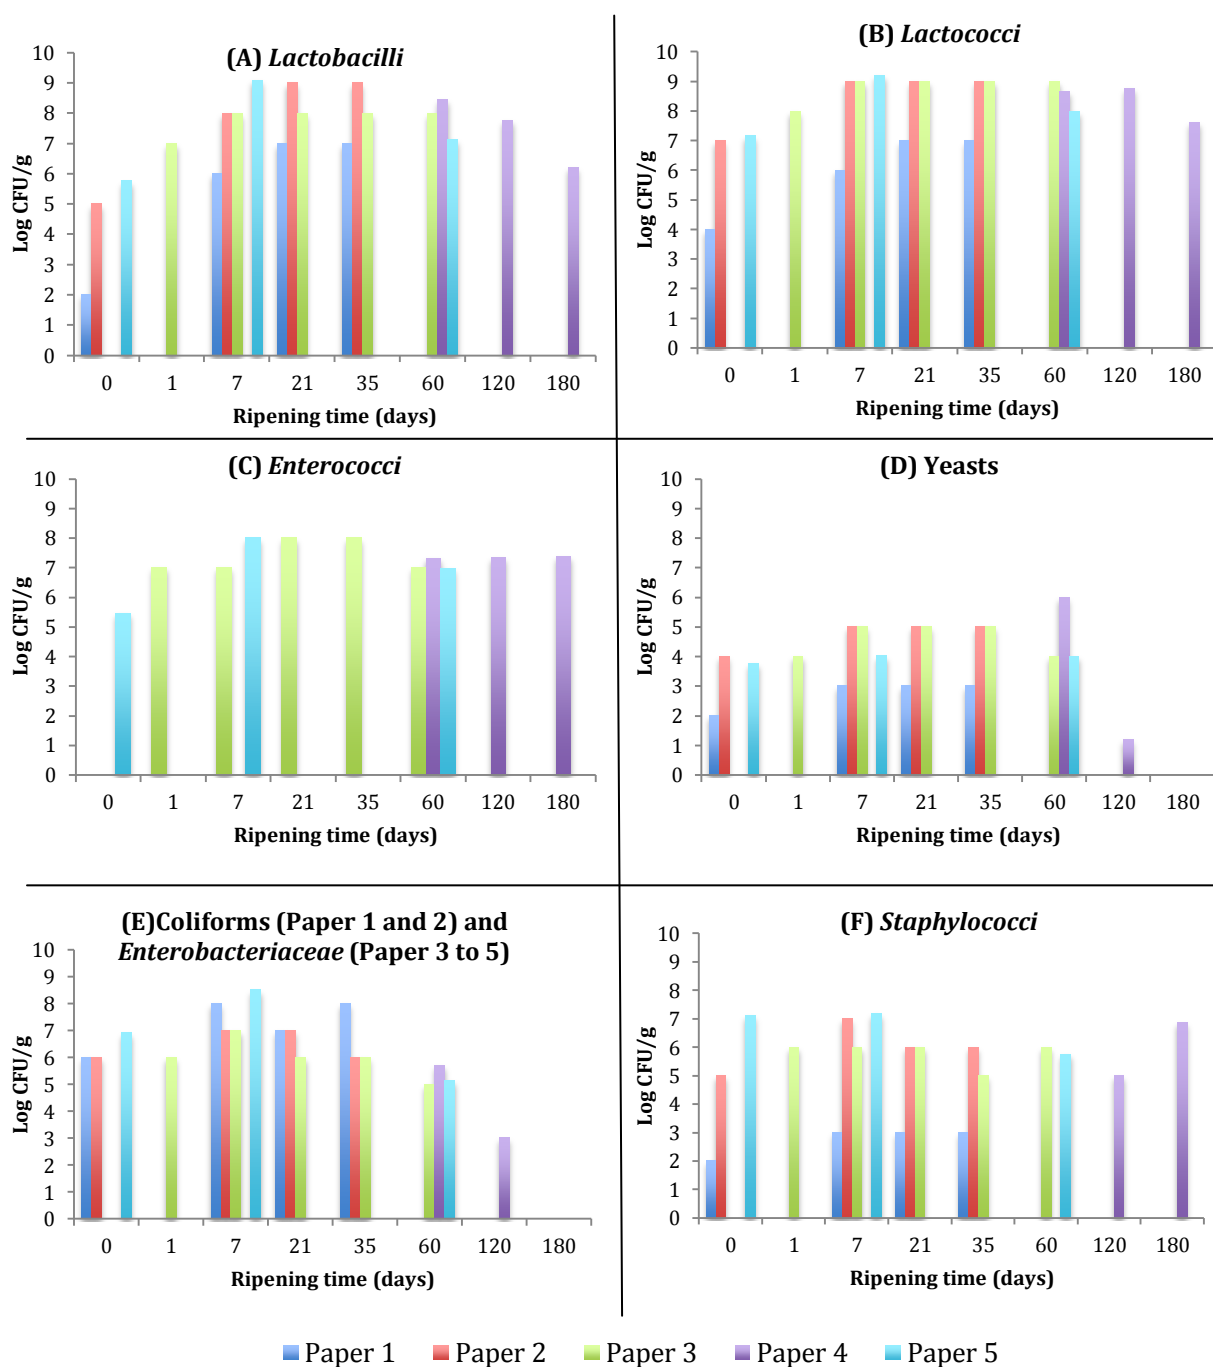 (A) Lactobacilli
10
9
8
7
6
5
4
3
2
1
0
Log CFU/g
0 1 7 21 35 60 120 180
Ripening time (days)
(B) Lactococci
10
9
8
7
6
5
4
3
2
1
0
Log CFU/g
0 1 7 21 35 60 120 180
Ripening time (days)
(C) Enterococci
10
9
8
7
6
5
4
3
2
1
0
Log CFU/g
0 1 7 21 35 60 120 180
Ripening time (days)
(D) Yeasts
10
9
8
7
6
5
4
3
2
1
0
Log CFU/g
0 1 7 21 35 60 120 180
Ripening time (days)
(E)Coliforms (Paper 1 and 2) and
Enterobacteriaceae (Paper 3 to 5)
10
9
8
7
6
5
4
3
2
1
0
Log CFU/g
0 1 7 21 35 60 120 180
Ripening time (days)
(F) Staphylococci
10
9
8
7
6
5
4
3
2
1
0
Log CFU/g
0 1 7 21 35 60 120 180
Ripening time (days)
Paper 1 Paper 2 Paper 3 Paper 4 Paper 5